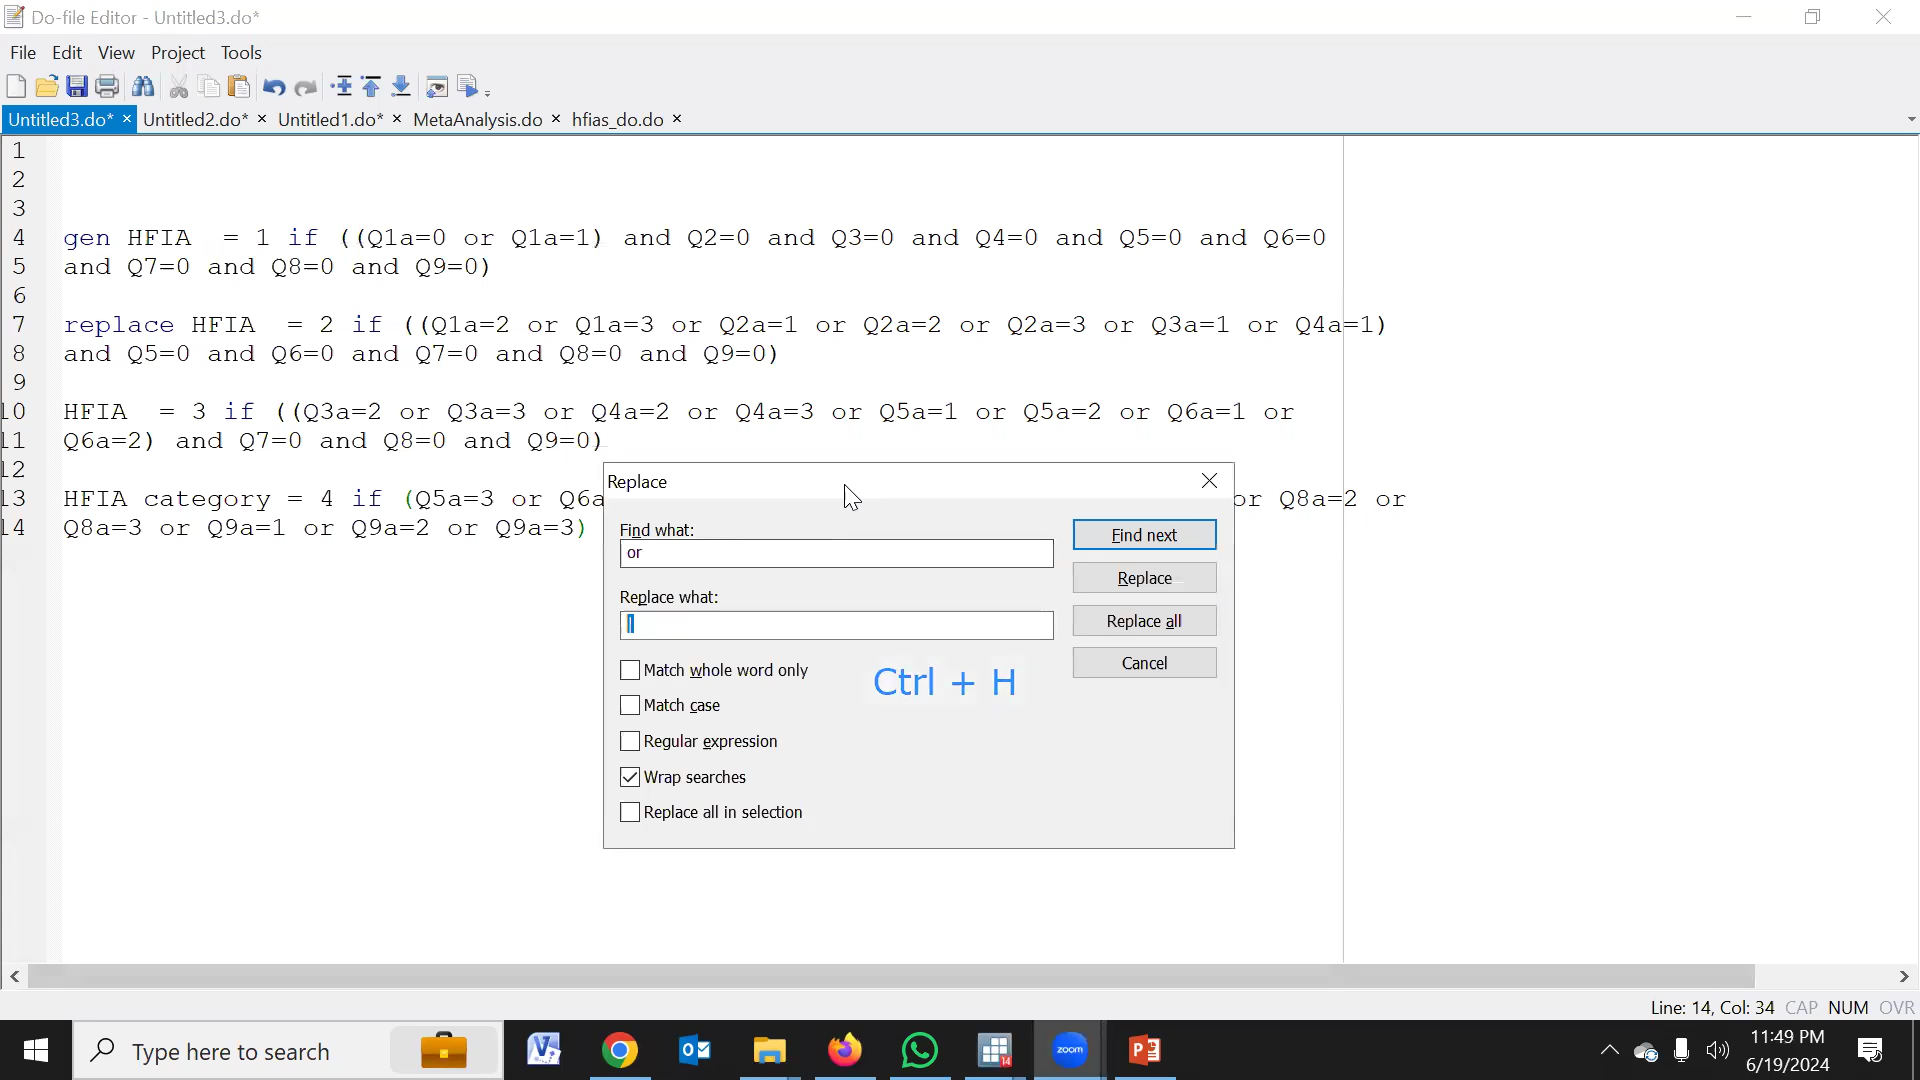 Do-file Editor - Untitled3.do*
File Edit View Project Tools
Untitled3.do* × Untitled2.do* × Untitled1.do* × MetaAnalysis.do × hfias_do.do ×
1
2
3
4 gen HFIA  = 1 if ((Q1a=0 or Q1a=1) and Q2=0 and Q3=0 and Q4=0 and Q5=0 and Q6=0
5 and Q7=0 and Q8=0 and Q9=0)
6
7 replace HFIA  = 2 if ((Q1a=2 or Q1a=3 or Q2a=1 or Q2a=2 or Q2a=3 or Q3a=1 or Q4a=1)
8 and Q5=0 and Q6=0 and Q7=0 and Q8=0 and Q9=0)
9
10 HFIA  = 3 if ((Q3a=2 or Q3a=3 or Q4a=2 or Q4a=3 or Q5a=1 or Q5a=2 or Q6a=1 or
11 Q6a=2) and Q7=0 and Q8=0 and Q9=0)
12
13 HFIA category = 4 if (Q5a=3 or Q6a or Q8a=2 or
14 Q8a=3 or Q9a=1 or Q9a=2 or Q9a=3)
Replace
Find what:
or
Find next
Replace
Replace what:
|
Replace all
Cancel
Match whole word only
Match case
Regular expression
Wrap searches
Replace all in selection
Ctrl + H
Line: 14, Col: 34 CAP NUM OVR
Type here to search
14
zoom
11:49 PM
6/19/2024